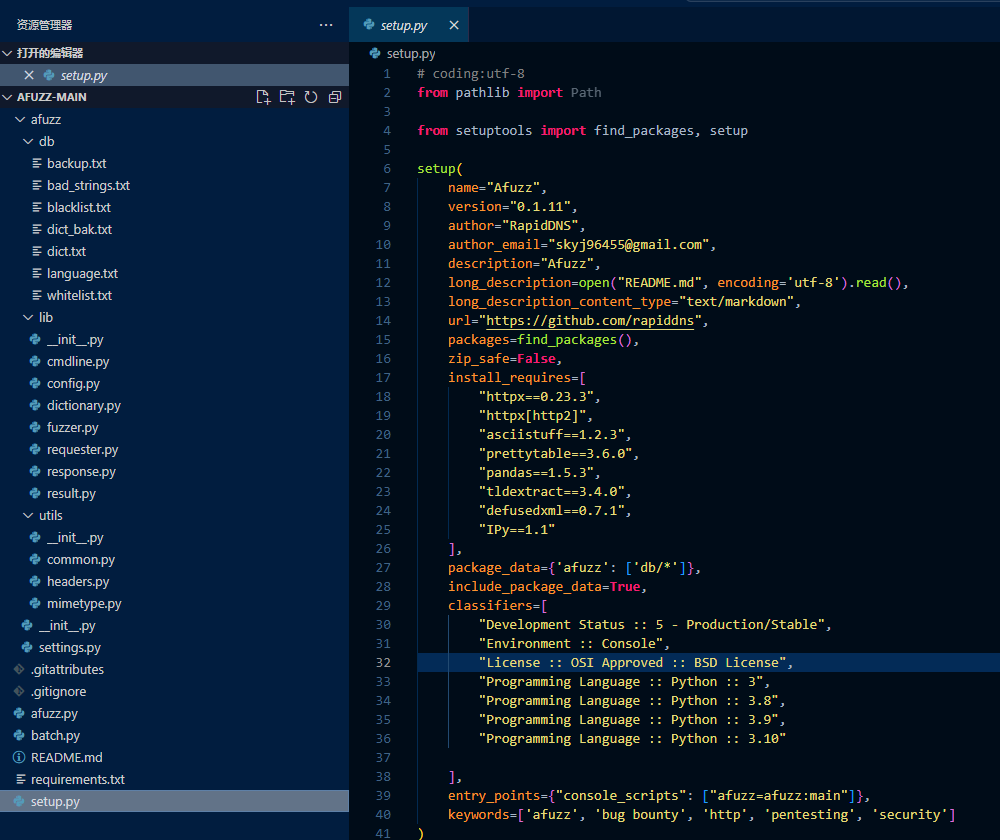 资源管理器
···
打开的编辑器
setup.py
AFUZZ-MAIN
afuzz
db
backup.txt
bad_strings.txt
blacklist.txt
dict_bak.txt
dict.txt
language.txt
whitelist.txt
lib
__init__.py
cmdline.py
config.py
dictionary.py
fuzzer.py
requester.py
response.py
result.py
utils
__init__.py
common.py
headers.py
mimetype.py
__init__.py
settings.py
.gitattributes
.gitignore
afuzz.py
batch.py
README.md
requirements.txt
setup.py
setup.py
setup.py
1 # coding:utf-8
2 from pathlib import Path
3
4 from setuptools import find_packages, setup
5
6 setup(
7     name="Afuzz",
8     version="0.1.11",
9     author="RapidDNS",
10     author_email="skyj96455@gmail.com",
11     description="Afuzz",
12     long_description=open("README.md", encoding='utf-8').read(),
13     long_description_content_type="text/markdown",
14     url="https://github.com/rapiddns",
15     packages=find_packages(),
16     zip_safe=False,
17     install_requires=[
18         "httpx==0.23.3",
19         "httpx[http2]",
20         "asciistuff==1.2.3",
21         "prettytable==3.6.0",
22         "pandas==1.5.3",
23         "tldextract==3.4.0",
24         "defusedxml==0.7.1",
25         "IPy==1.1"
26     ],
27     package_data={'afuzz': ['db/*']},
28     include_package_data=True,
29     classifiers=[
30         "Development Status :: 5 - Production/Stable",
31         "Environment :: Console",
32         "License :: OSI Approved :: BSD License",
33         "Programming Language :: Python :: 3",
34         "Programming Language :: Python :: 3.8",
35         "Programming Language :: Python :: 3.9",
36         "Programming Language :: Python :: 3.10"
37
38     ],
39     entry_points={"console_scripts": ["afuzz=afuzz:main"]},
40     keywords=['afuzz', 'bug bounty', 'http', 'pentesting', 'security']
41 )